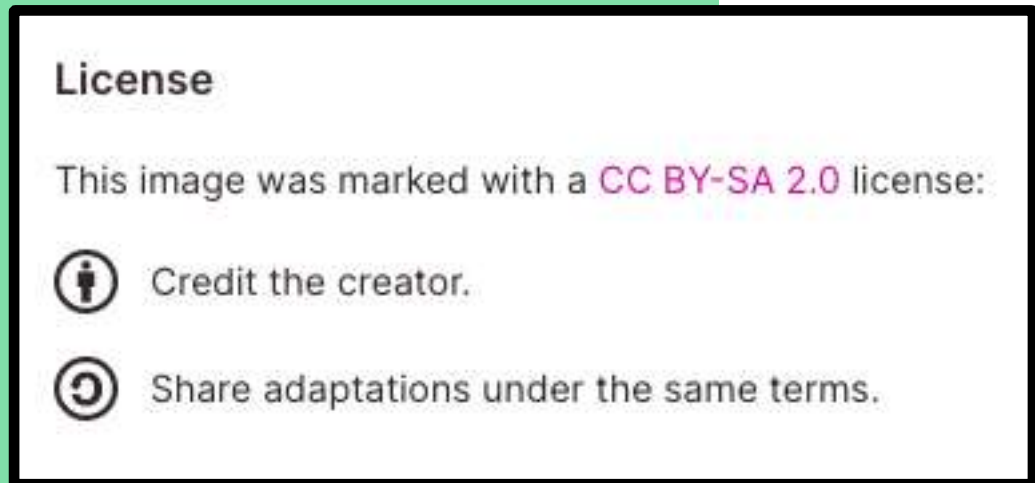 License
This image was marked with a CC BY-SA 2.0 license:
Credit the creator.
Share adaptations under the same terms.